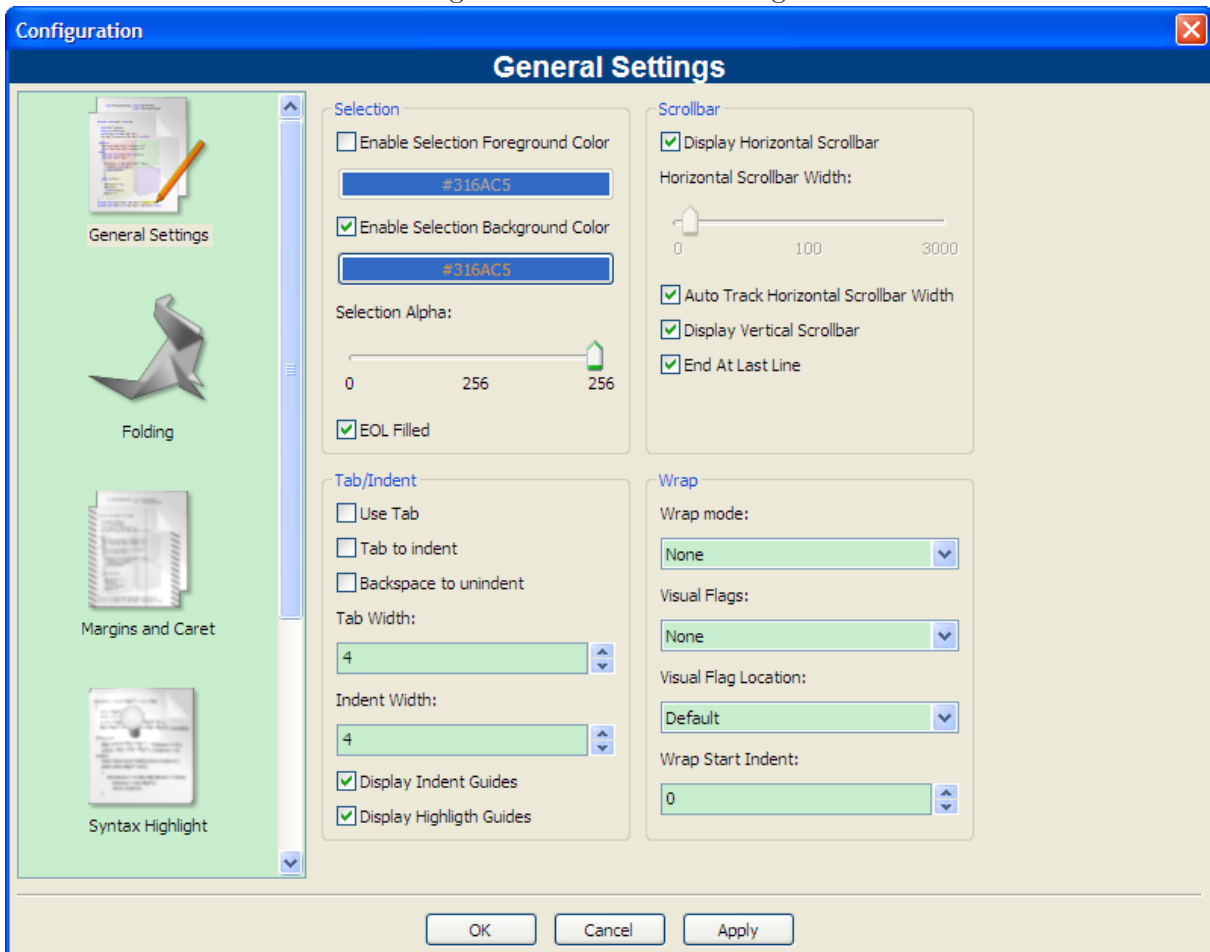 Configuration
General Settings
General Settings
Folding
Margins and Caret
Syntax Highlight
Selection
Enable Selection Foreground Color
#316AC5
Enable Selection Background Color
#316AC5
Selection Alpha:
0 256 256
EOL Filled
Scrollbar
Display Horizontal Scrollbar
Horizontal Scrollbar Width:
0 100 3000
Auto Track Horizontal Scrollbar Width
Display Vertical Scrollbar
End At Last Line
Tab/Indent
Use Tab
Tab to indent
Backspace to unindent
Tab Width:
4
Indent Width:
4
Display Indent Guides
Display Highligth Guides
Wrap
Wrap mode:
None
Visual Flags:
None
Visual Flag Location:
Default
Wrap Start Indent:
0
OK Cancel Apply